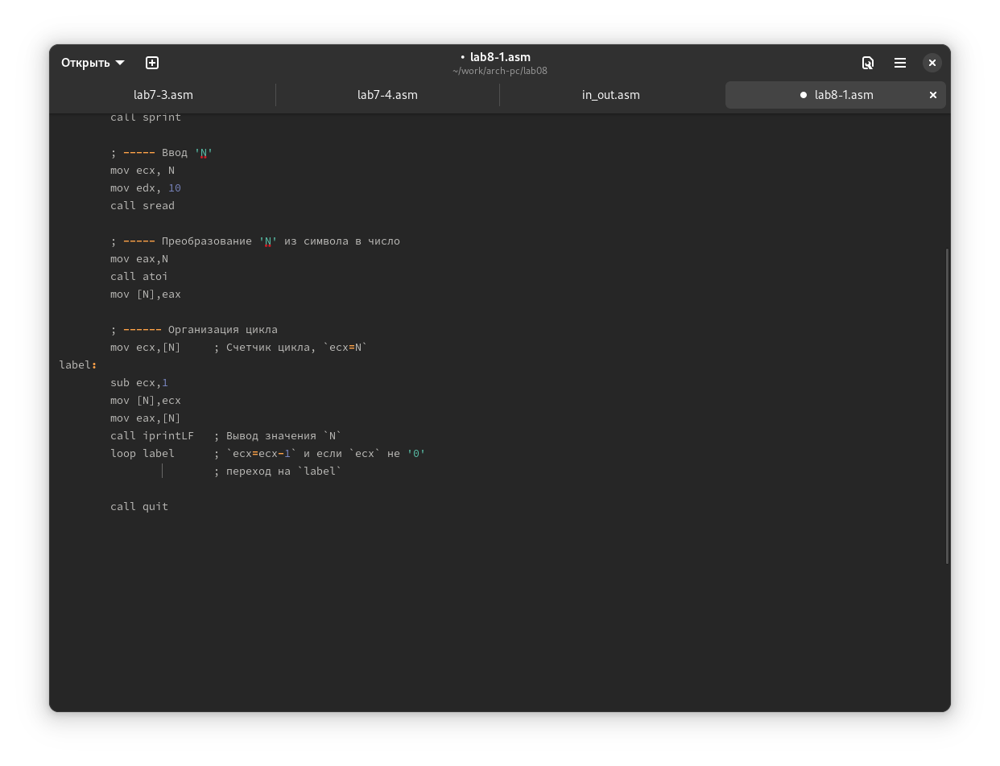 Открыть
• lab8-1.asm
~/work/arch-pc/lab08
lab7-3.asm
lab7-4.asm
in_out.asm
● lab8-1.asm
call sprint
; ----- Ввод 'N'
mov ecx, N
mov edx, 10
call sread
; ----- Преобразование 'N' из символа в число
mov eax,N
call atoi
mov [N],eax
; ------ Организация цикла
mov ecx,[N] ; Счетчик цикла, `ecx=N`
label:
sub ecx,1
mov [N],ecx
mov eax,[N]
call iprintLF ; Вывод значения `N`
loop label ; `ecx=ecx-1` и если `ecx` не '0'
; переход на `label`
call quit